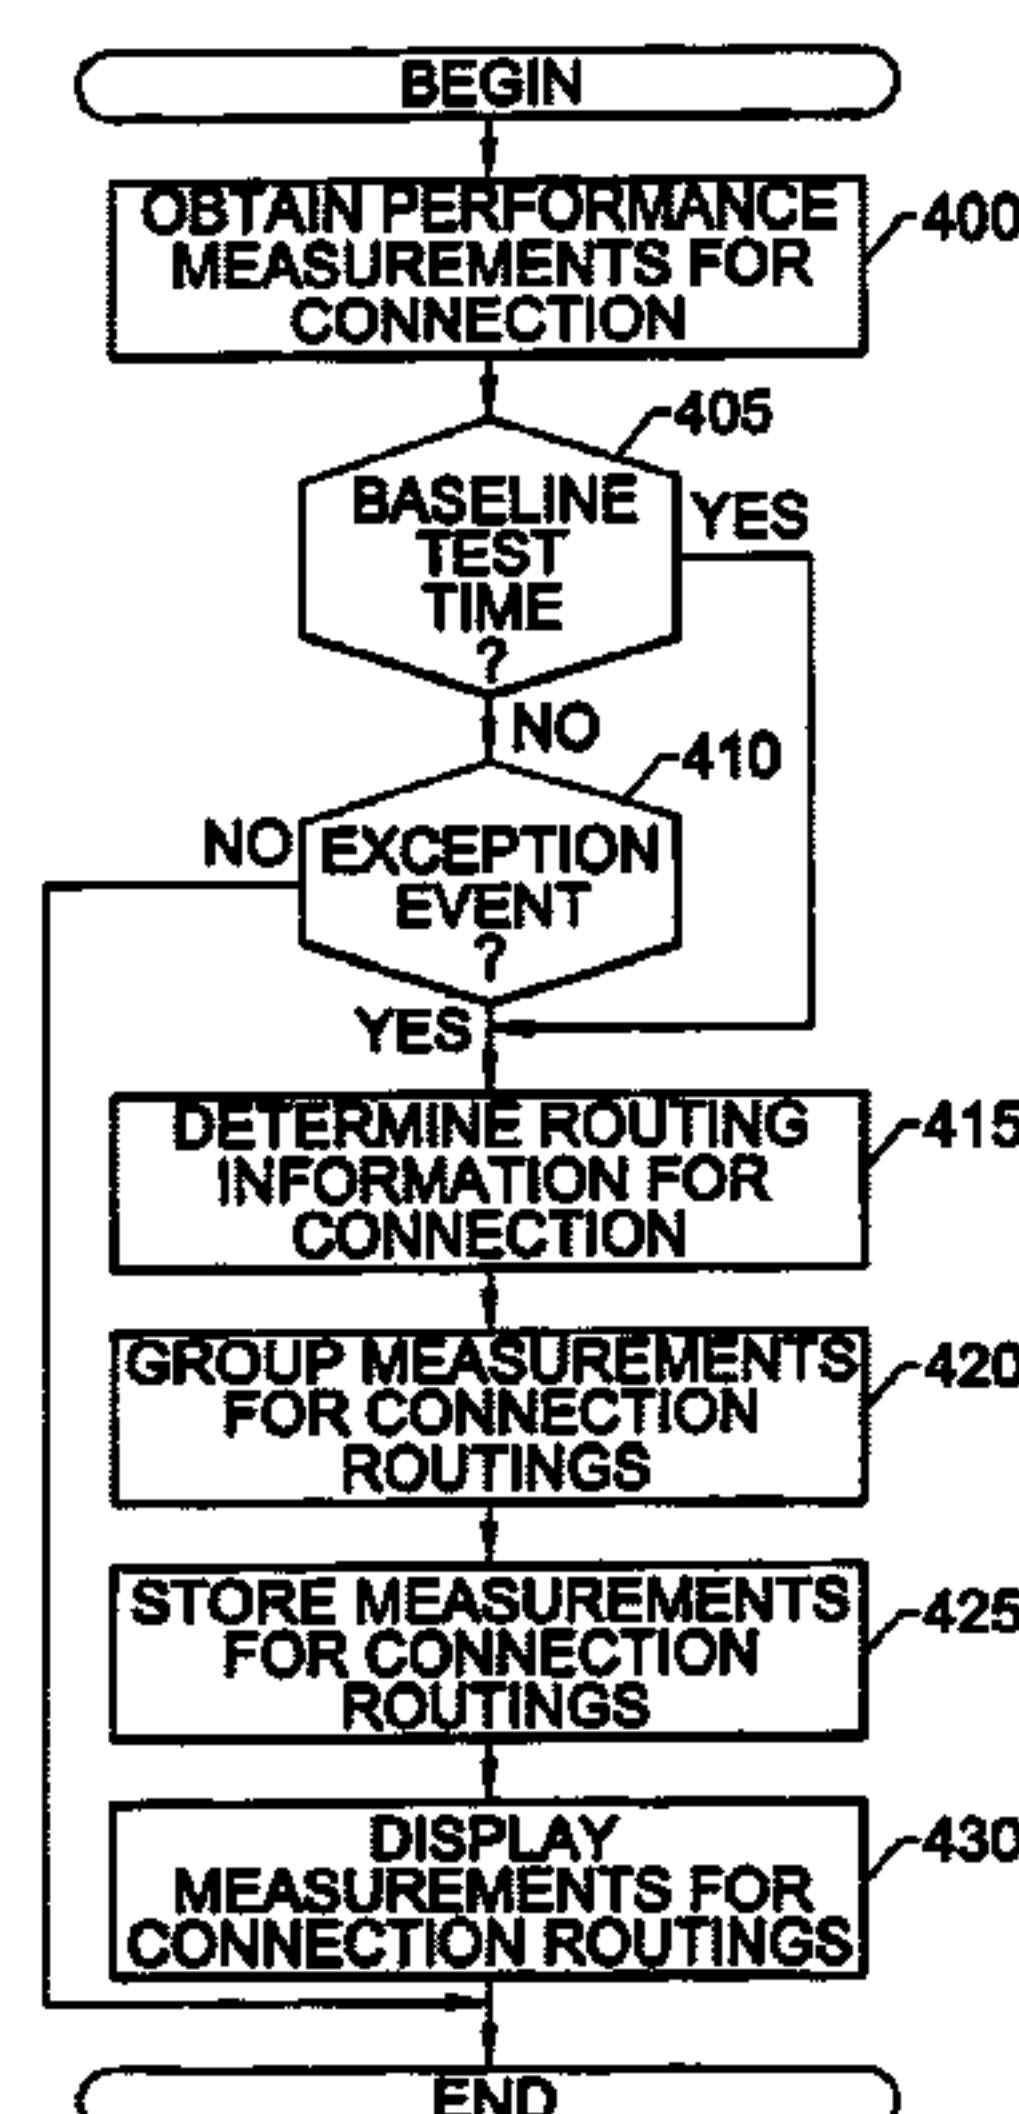 BEGIN
OBTAIN PERFORMANCE
MEASUREMENTS FOR
CONNECTION
400
405
BASELINE
TEST
TIME
?
YES
NO
410
NO
EXCEPTION
EVENT
?
YES
DETERMINE ROUTING
INFORMATION FOR
CONNECTION
415
GROUP MEASUREMENTS
FOR CONNECTION
ROUTINGS
420
STORE MEASUREMENTS
FOR CONNECTION
ROUTINGS
425
DISPLAY
MEASUREMENTS FOR
CONNECTION ROUTINGS
430
END